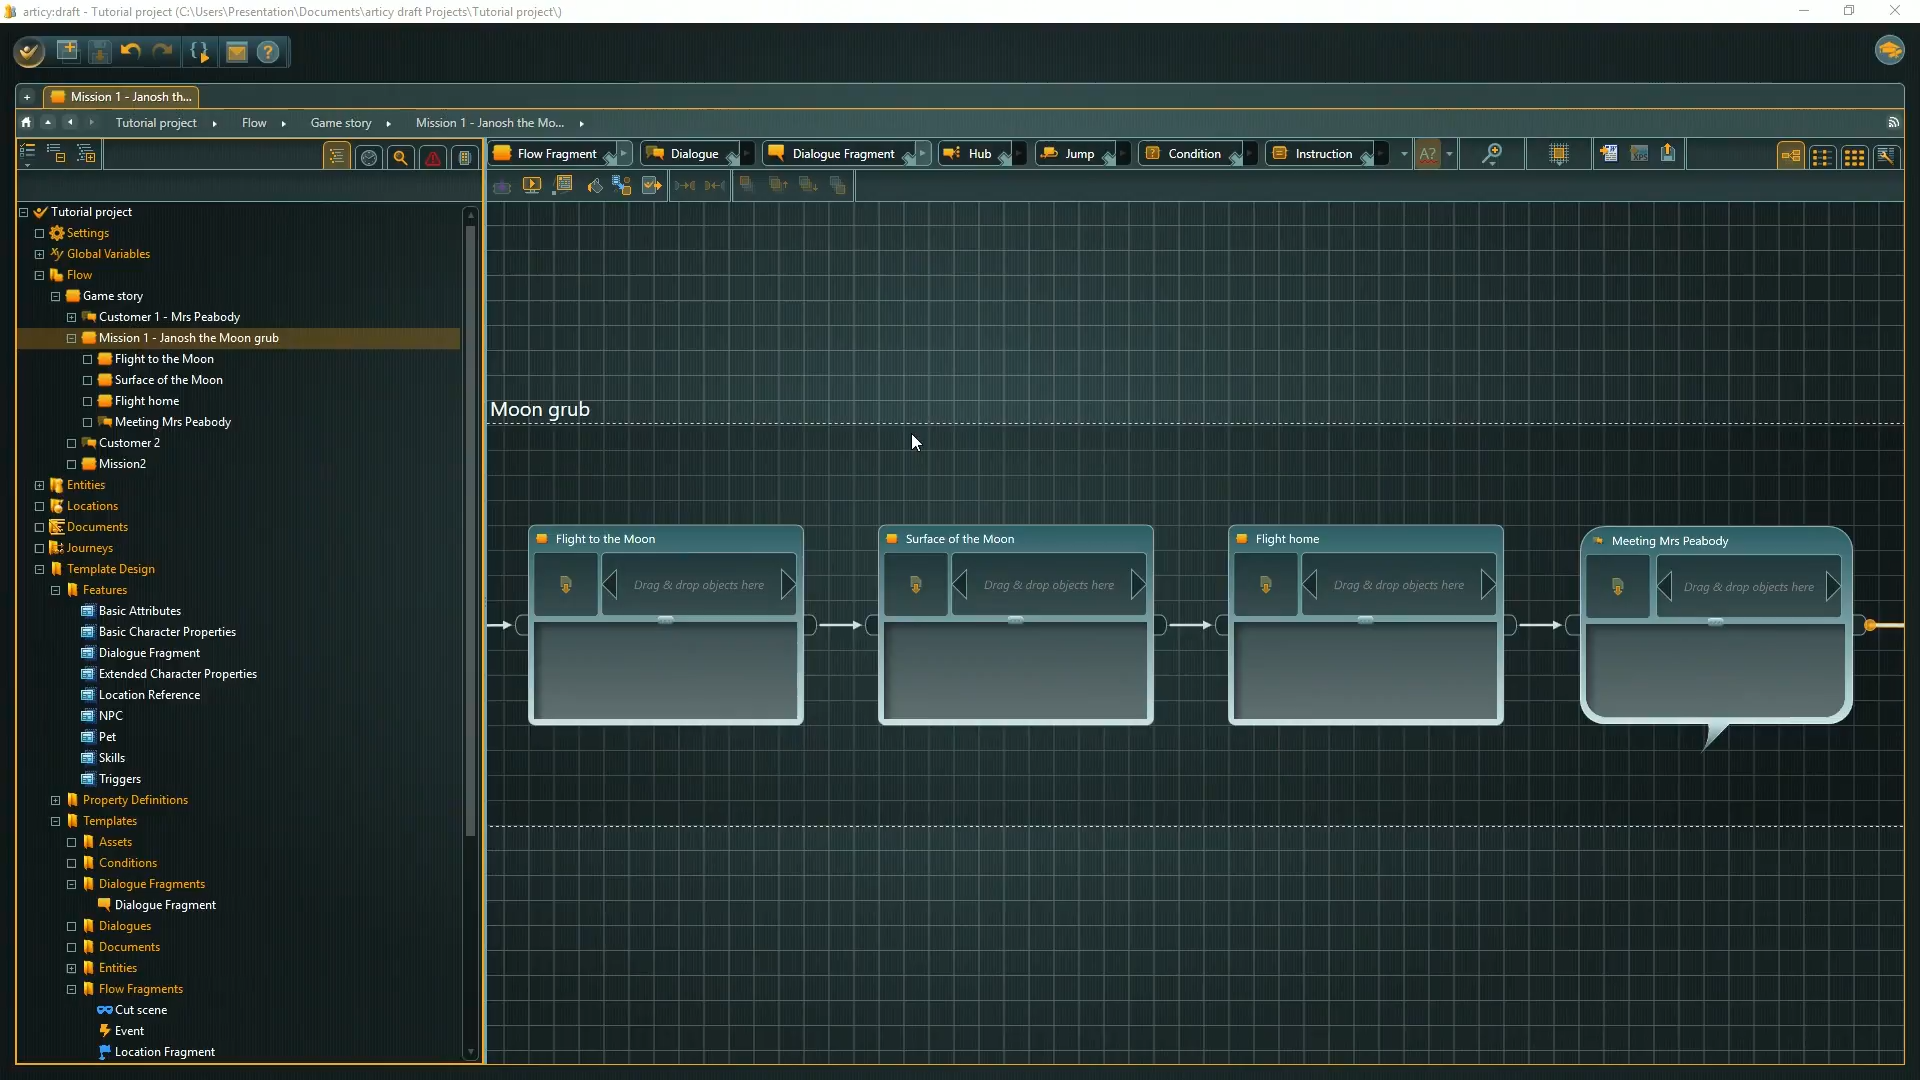 articy:draft - Tutorial project (C:\Users\Presentation\Documents\articy draft Projects\Tutorial project\)
Mission 1 - Janosh th...
Tutorial project
Flow
Game story
Mission 1 - Janosh the Mo...
Flow Fragment
Dialogue
Dialogue Fragment
Hub
Jump
Condition
Instruction
A?
Tutorial project
Settings
Global Variables
Flow
Game story
Customer 1 - Mrs Peabody
Mission 1 - Janosh the Moon grub
Flight to the Moon
Surface of the Moon
Flight home
Meeting Mrs Peabody
Customer 2
Mission2
Entities
Locations
Documents
Journeys
Template Design
Features
Basic Attributes
Basic Character Properties
Dialogue Fragment
Extended Character Properties
Location Reference
NPC
Pet
Skills
Triggers
Property Definitions
Templates
Assets
Conditions
Dialogue Fragments
Dialogue Fragment
Dialogues
Documents
Entities
Flow Fragments
Cut scene
Event
Location Fragment
Moon grub
Flight to the Moon
Drag & drop objects here
Surface of the Moon
Drag & drop objects here
Flight home
Drag & drop objects here
Meeting Mrs Peabody
Drag & drop objects here